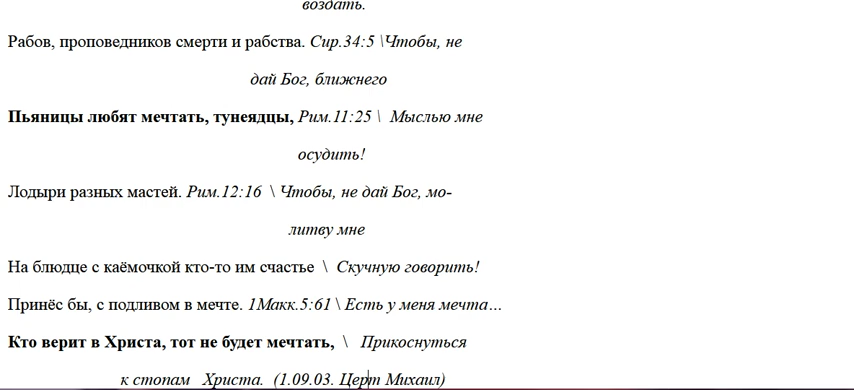 воздать.
Рабов, проповедников смерти и рабства. Сир.34:5 \Чтобы, не
дай Бог, ближнего
Пьяницы любят мечтать, тунеядцы, Рим.11:25 \ Мыслью мне
осудить!
Лодыри разных мастей. Рим.12:16 \ Чтобы, не дай Бог, мо-
литву мне
На блюдце с каёмочкой кто-то им счастье \ Скучную говорить!
Принёс бы, с подливом в мечте. 1Макк.5:61 \ Есть у меня мечта…
Кто верит в Христа, тот не будет мечтать, \ Прикоснуться
к стопам Христа. (1.09.03. Церт Михаил)